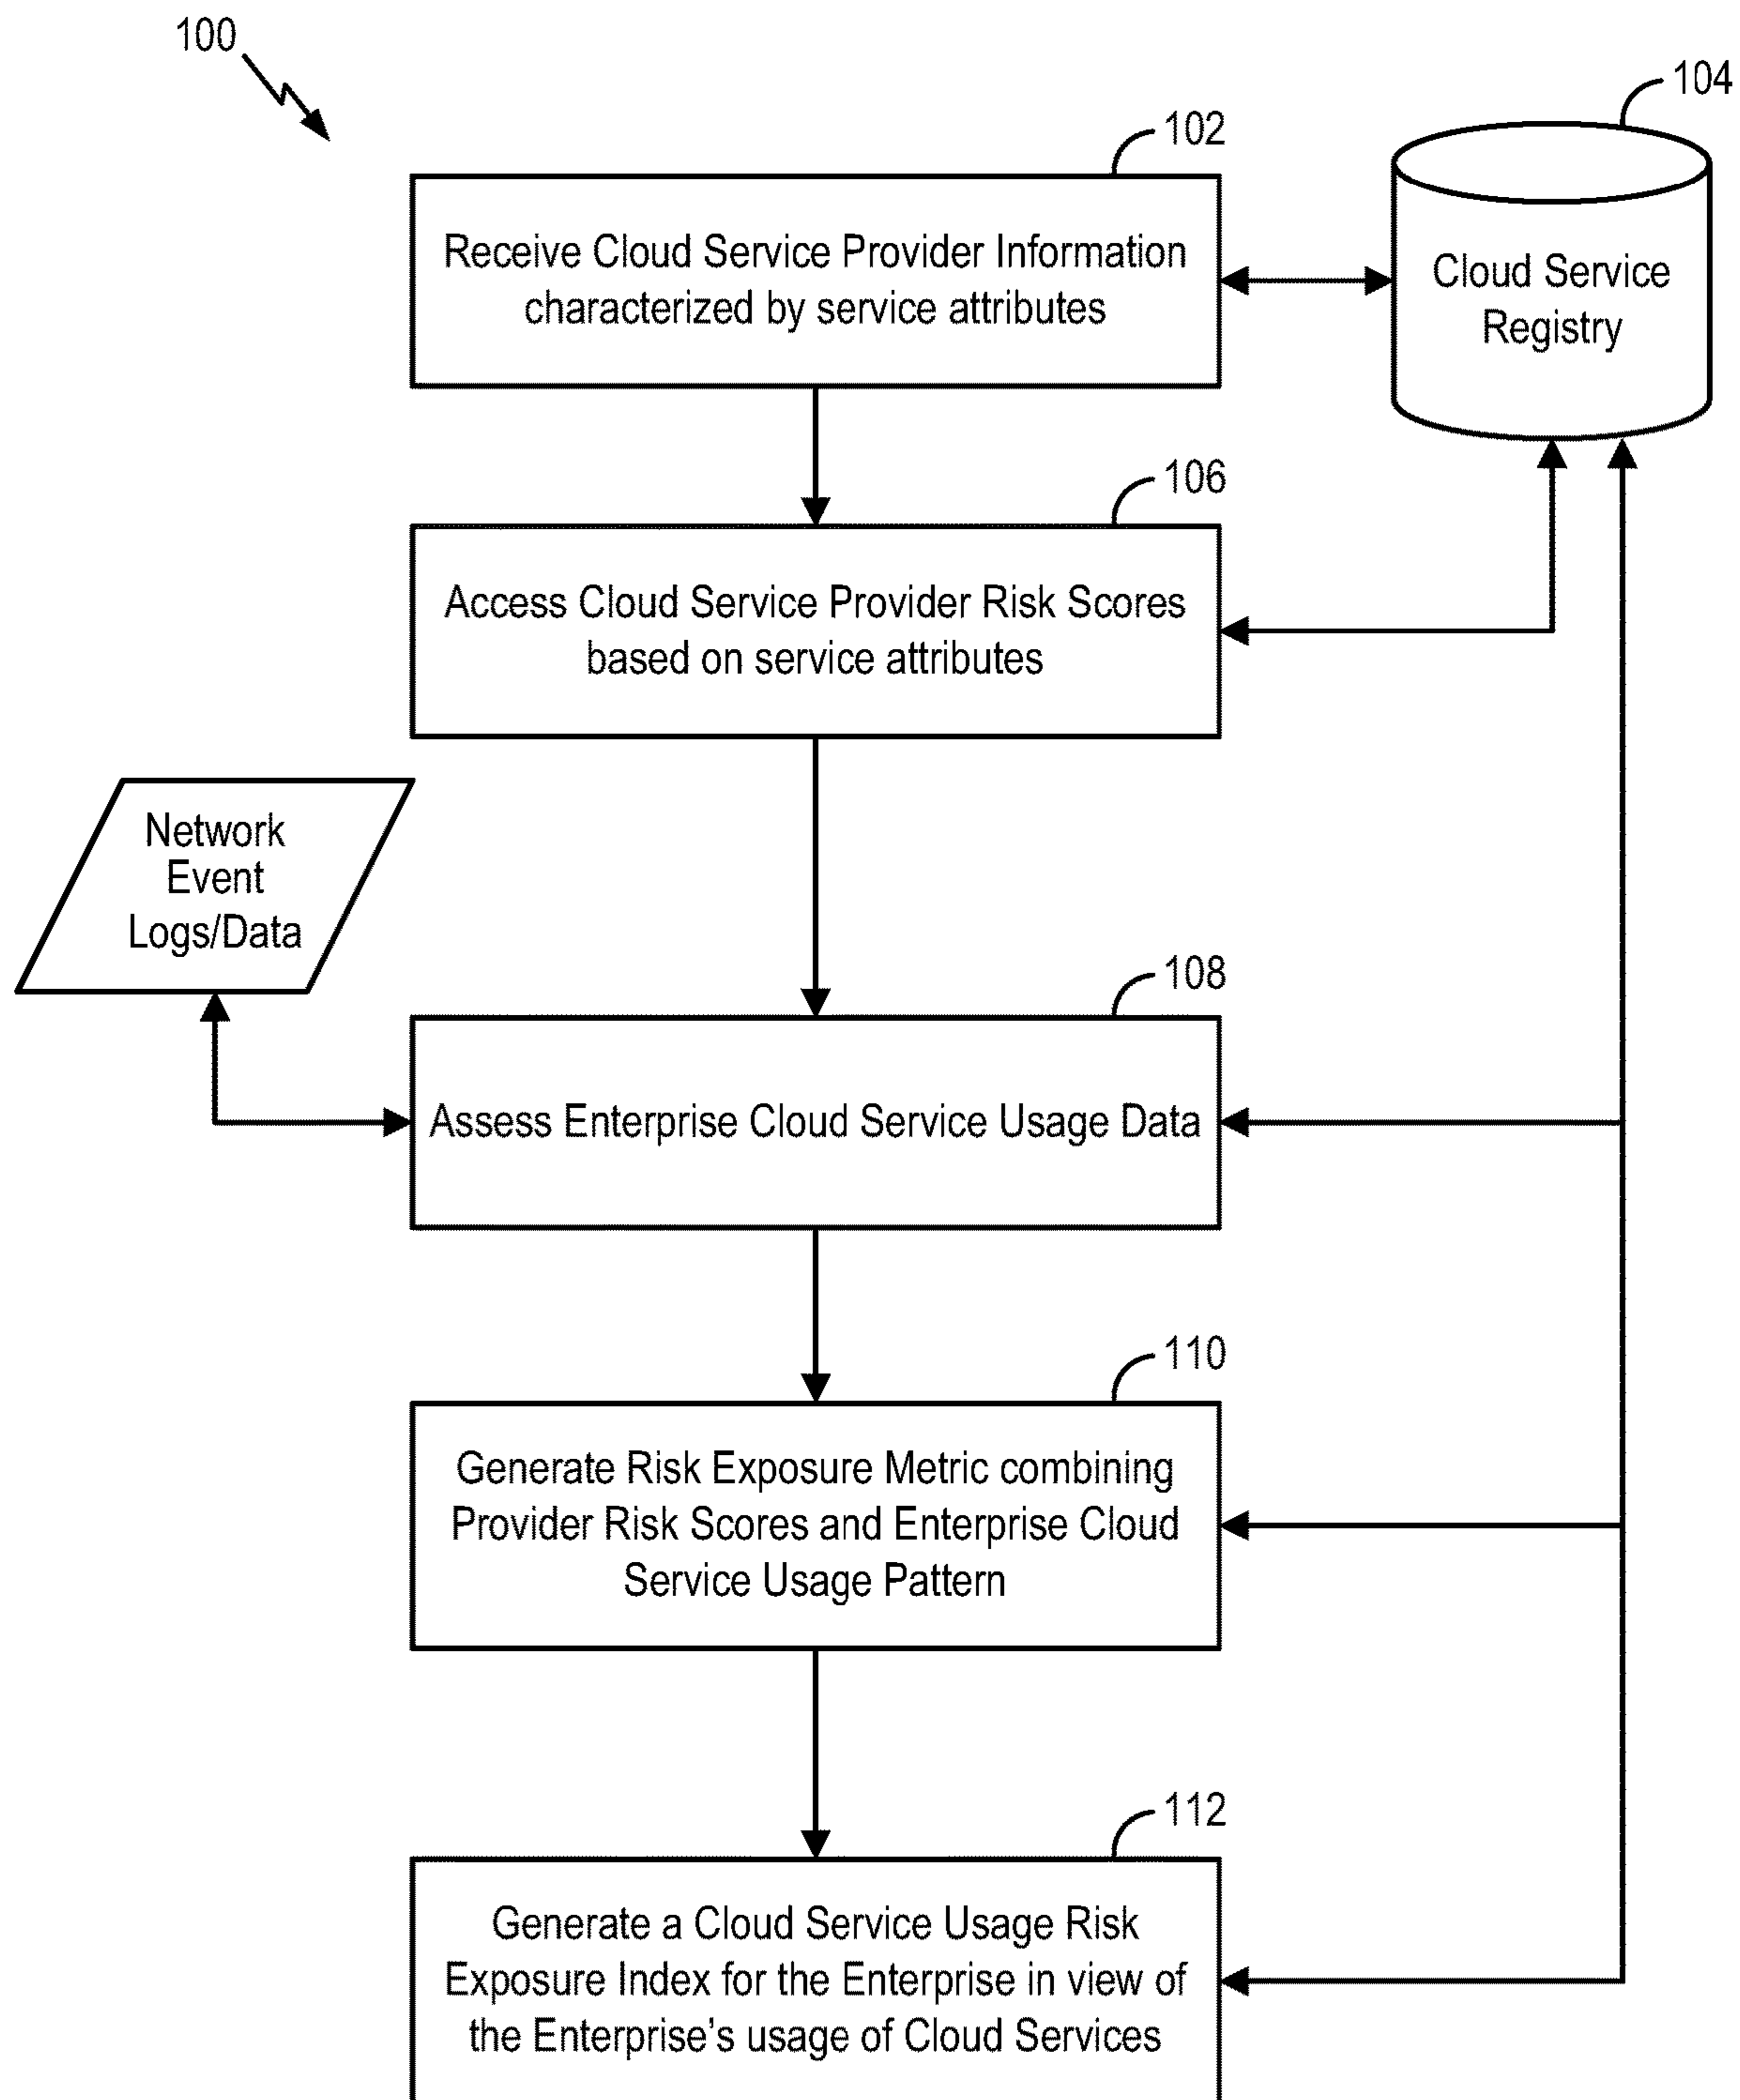 100
104
102
Receive Cloud Service Provider Information
characterized by service attributes
Cloud Service
Registry
106
Access Cloud Service Provider Risk Scores
based on service attributes
Network
Event
Logs/Data
108
Assess Enterprise Cloud Service Usage Data
110
Generate Risk Exposure Metric combining
Provider Risk Scores and Enterprise Cloud
Service Usage Pattern
112
Generate a Cloud Service Usage Risk
Exposure Index for the Enterprise in view of
the Enterprise's usage of Cloud Services